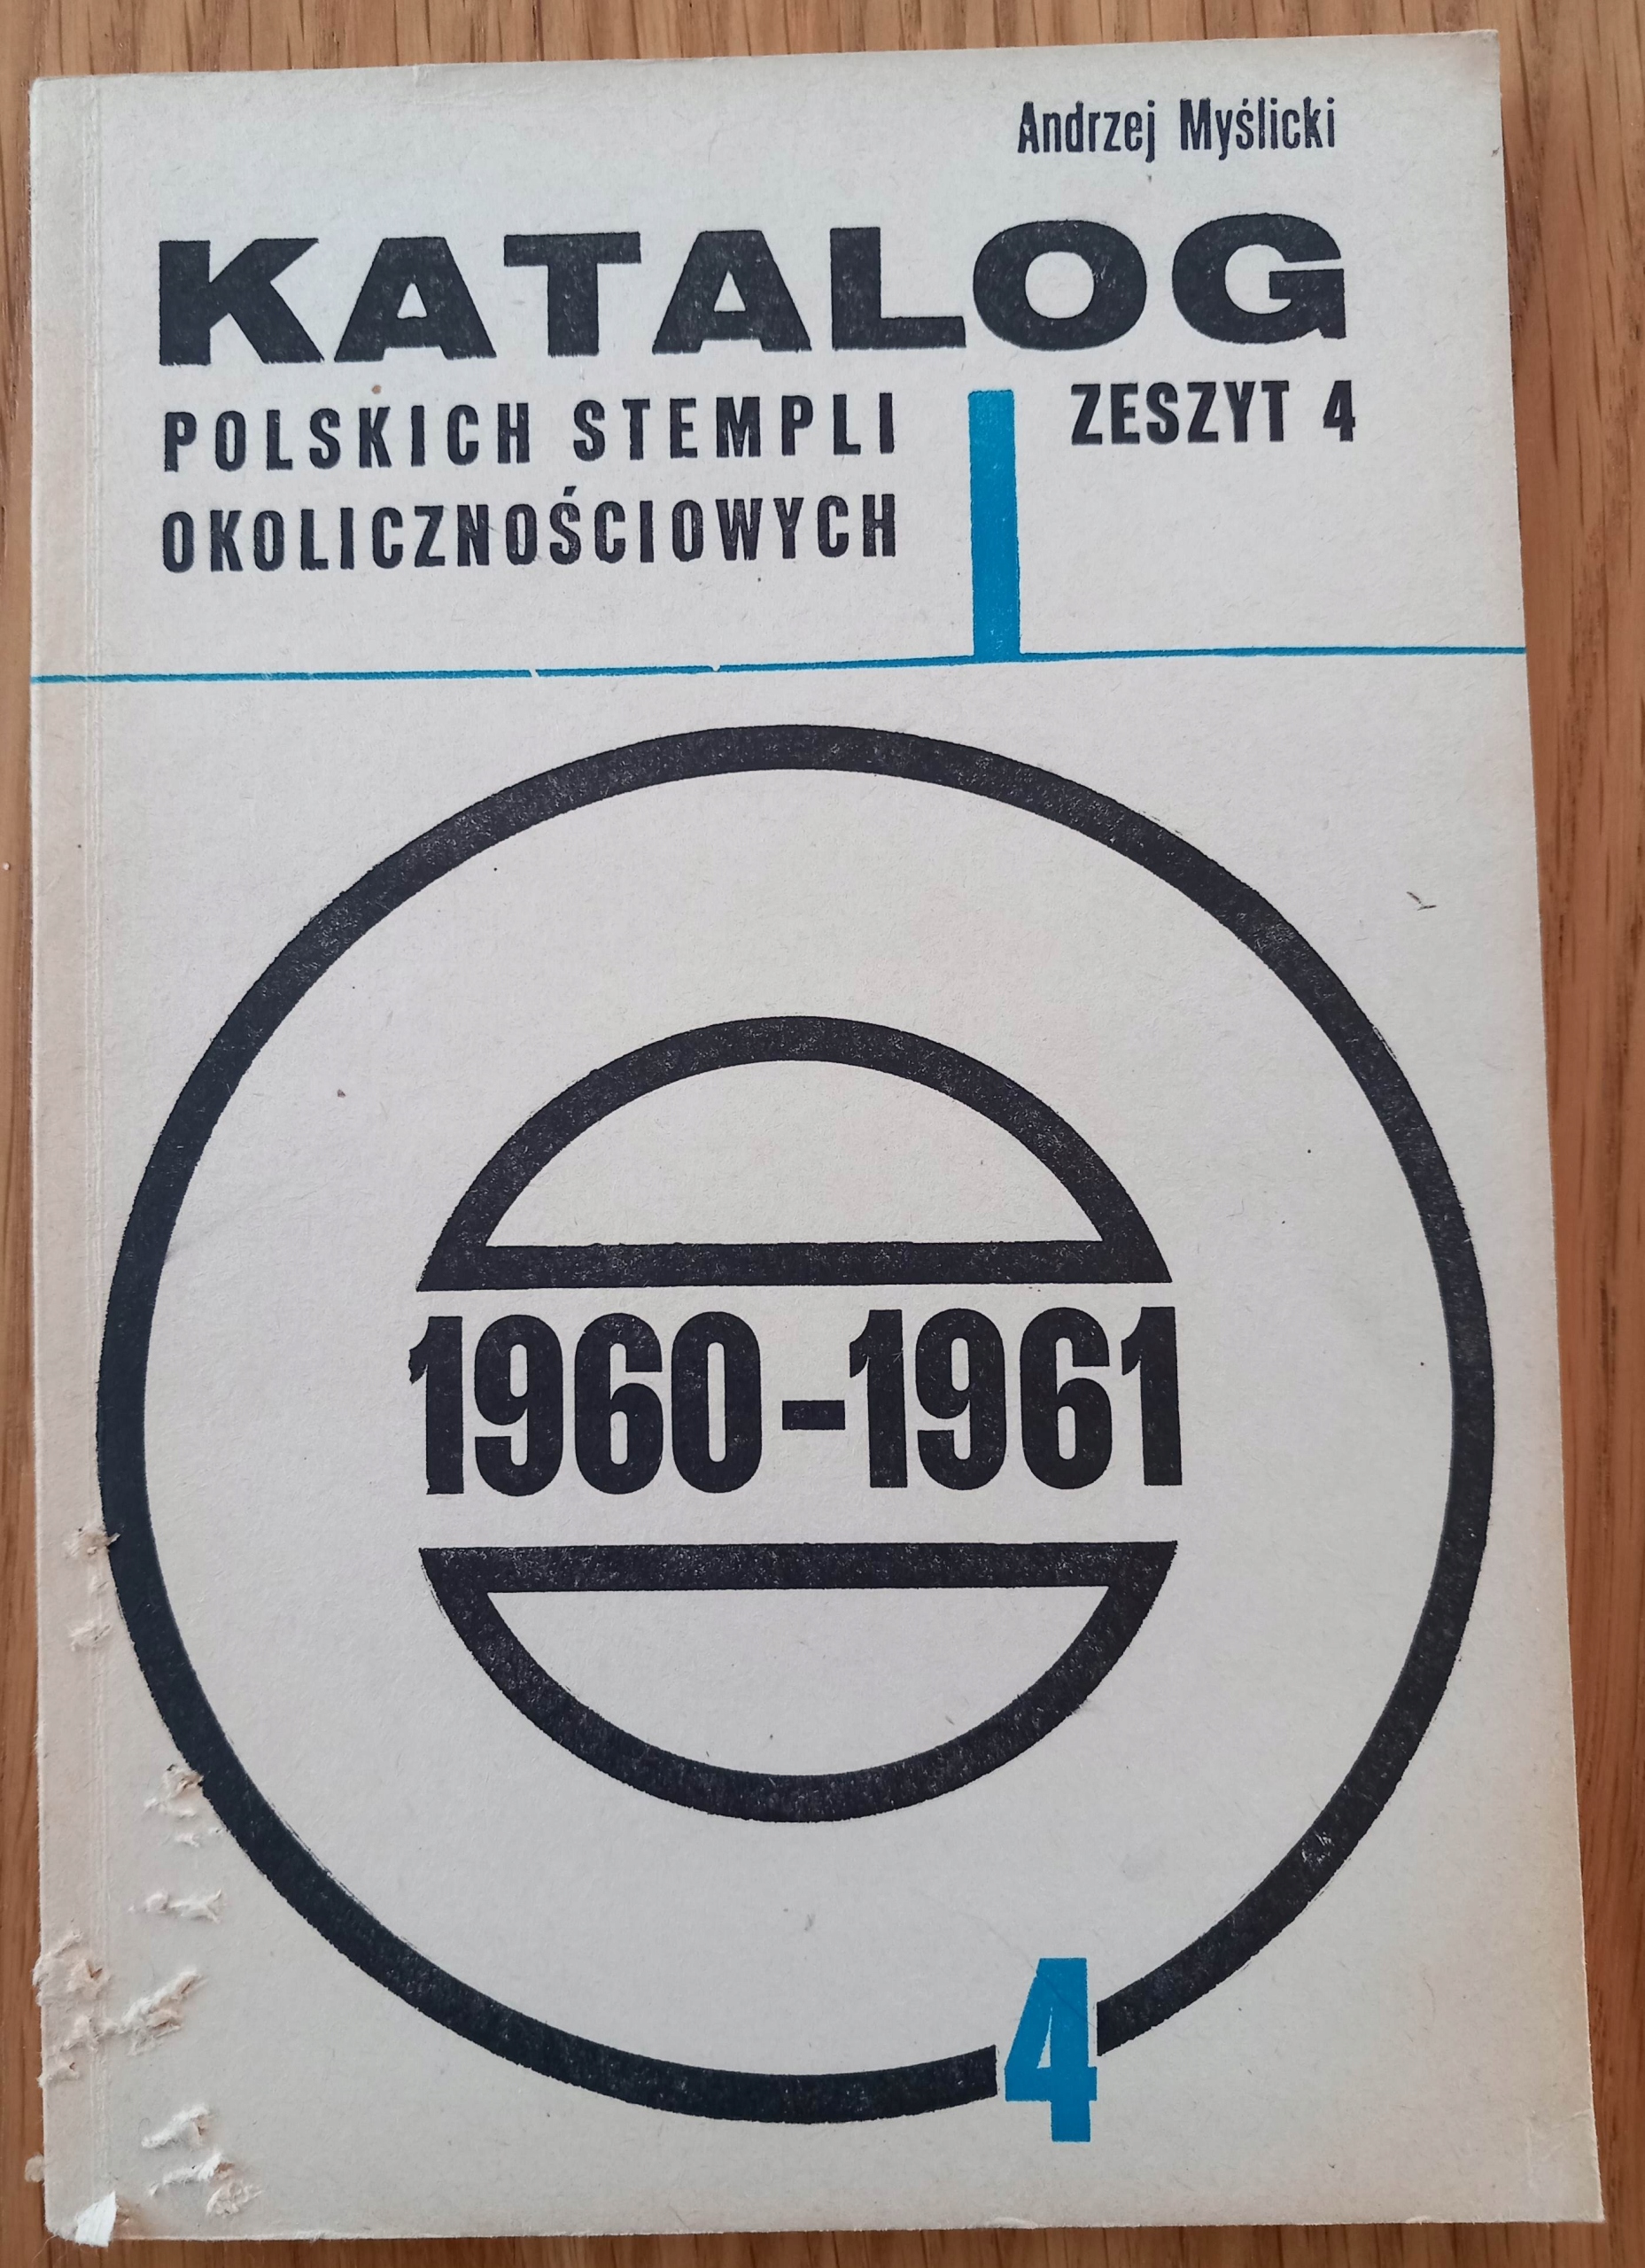 Andrzej Myślicki
KATALOG
POLSKICH STEMPLI
OKOLICZNOŚCIOWYCH
ZESZYT 4
1960-1961
4